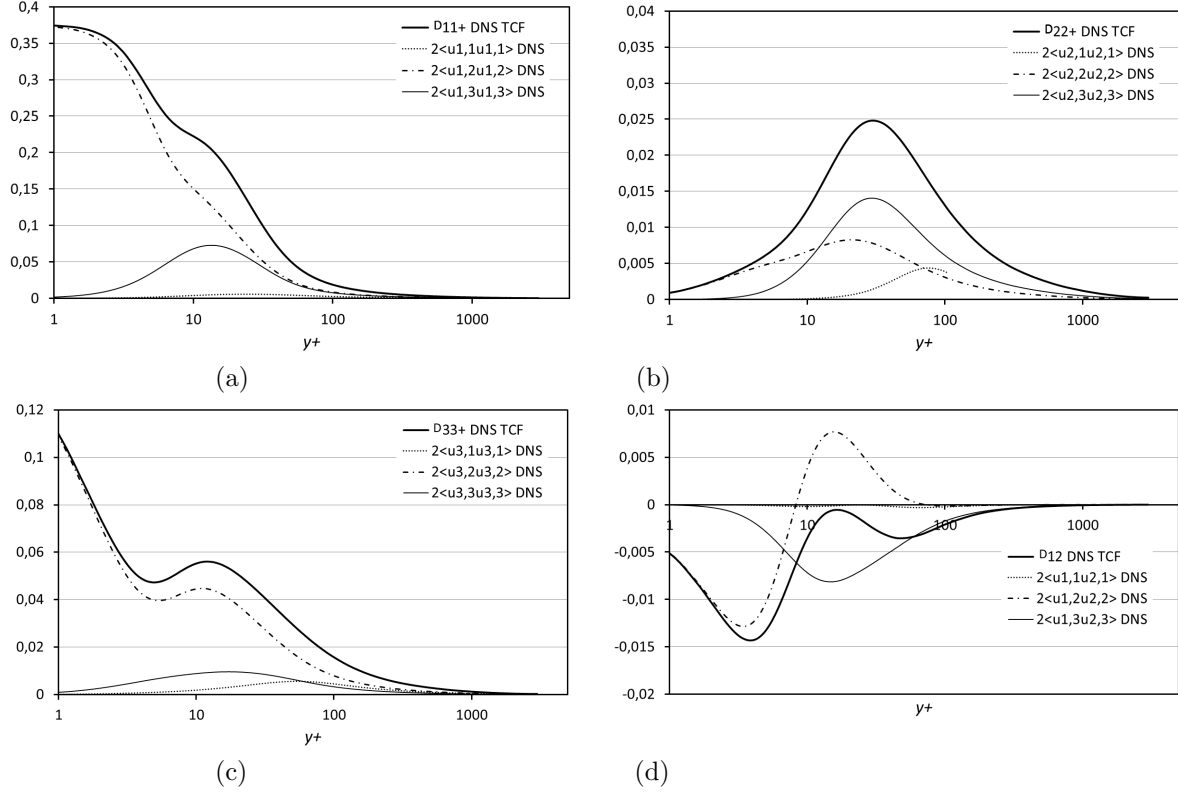 0,4
0,35
0,3
0,25
0,2
0,15
0,1
0,05
0
1 10 100 1000
y+
D11+ DNS TCF
2<u1,1u1,1> DNS
2<u1,2u1,2> DNS
2<u1,3u1,3> DNS
(a)
0,04
0,035
0,03
0,025
0,02
0,015
0,01
0,005
0
1 10 100 1000
y+
D22+ DNS TCF
2<u2,1u2,1> DNS
2<u2,2u2,2> DNS
2<u2,3u2,3> DNS
(b)
0,12
0,1
0,08
0,06
0,04
0,02
0
1 10 100 1000
y+
D33+ DNS TCF
2<u3,1u3,1> DNS
2<u3,2u3,2> DNS
2<u3,3u3,3> DNS
(c)
0,01
0,005
0
-0,005
-0,01
-0,015
-0,02
1 10 100 1000
y+
D12 DNS TCF
2<u1,1u2,1> DNS
2<u1,2u2,2> DNS
2<u1,3u2,3> DNS
(d)